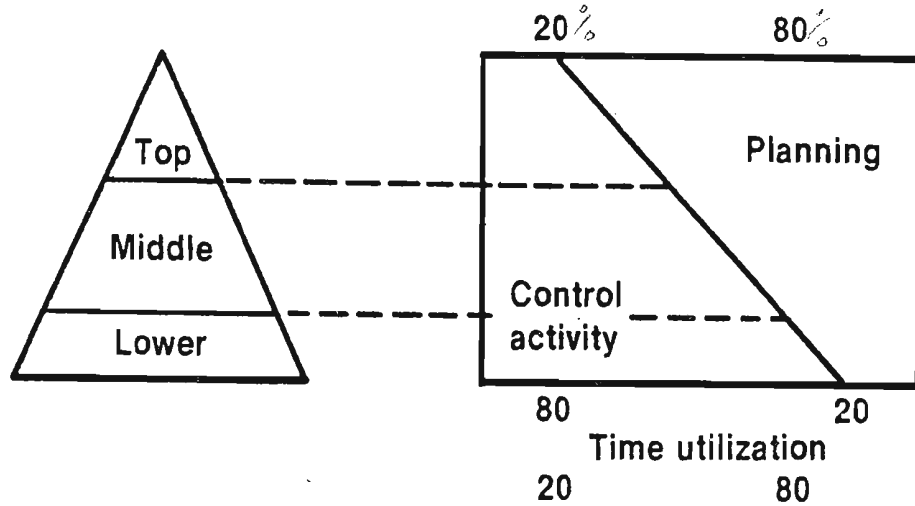 20% 80%
Top
Planning
Middle
Control
activity
Lower
80 20
Time utilization
20 80